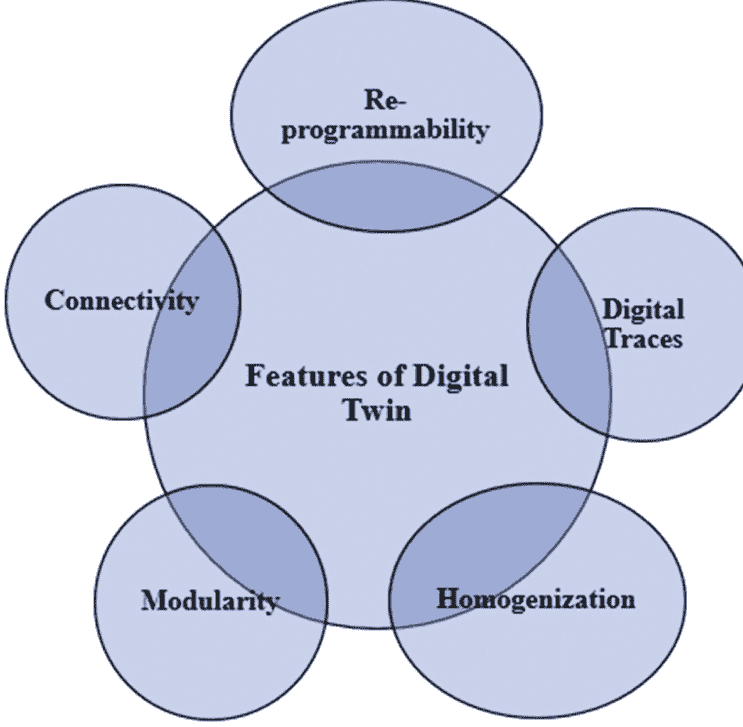 Re-
programmability
Connectivity
Digital
Traces
Features of Digital
Twin
Modularity
Homogenization